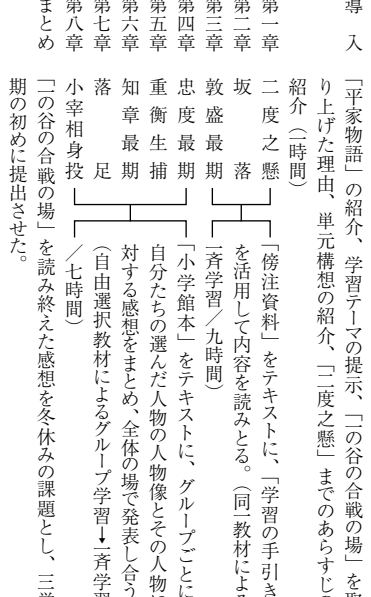 導　入　「平家物語」の紹介、学習テーマの提示、「一の谷の合戦の場」を取
り上げた理由、単元構想の紹介、「二度之懸」までのあらすじの
紹介（一時間）
第一章　二度之懸
第二章　坂落
第三章　敦盛最期
「傍注資料」をテキストに、「学習の手引き
を活用して内容を読みとる。（同一教材による
一斉学習／九時間）
第四章　忠度最期
第五章　重衡生捕
第六章　知章最期
第七章　落足
第八章　小宰相身投
「小学館本」をテキストに、グループごとに
自分たちの選んだ人物の人物像とその人物に
対する感想をまとめ、全体の場で発表し合う
（自由選択教材によるグループ学習→一斉学習
／七時間）
まとめ　「一の谷の合戦の場」を読み終えた感想を冬休みの課題とし、三学
期の初めに提出させた。